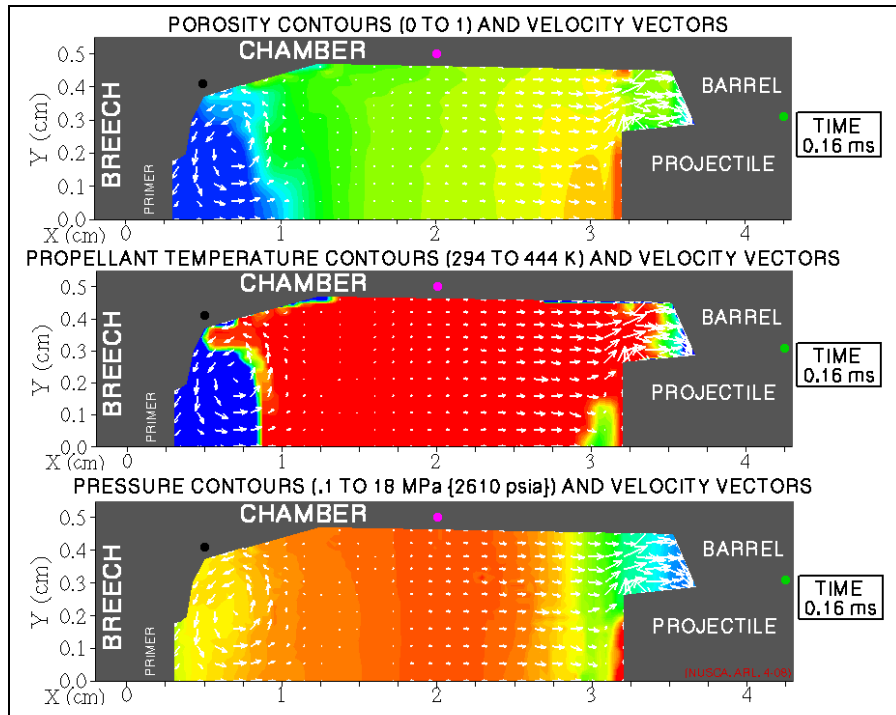 POROSITY CONTOURS (0 TO 1) AND VELOCITY VECTORS
CHAMBER
BREECH
PRIMER
BARREL
PROJECTILE
TIME
0.16 ms
Y (cm)
0.5
0.4
0.3
0.2
0.1
0.0
X (cm) 0 1 2 3 4
PROPELLANT TEMPERATURE CONTOURS (294 TO 444 K) AND VELOCITY VECTORS
CHAMBER
BREECH
PRIMER
BARREL
PROJECTILE
TIME
0.16 ms
Y (cm)
0.5
0.4
0.3
0.2
0.1
0.0
X (cm) 0 1 2 3 4
PRESSURE CONTOURS (.1 TO 18 MPa {2610 psia}) AND VELOCITY VECTORS
CHAMBER
BREECH
PRIMER
BARREL
PROJECTILE
TIME
0.16 ms
(NUSCA, ARL, 4-08)
Y (cm)
0.5
0.4
0.3
0.2
0.1
0.0
X (cm) 0 1 2 3 4